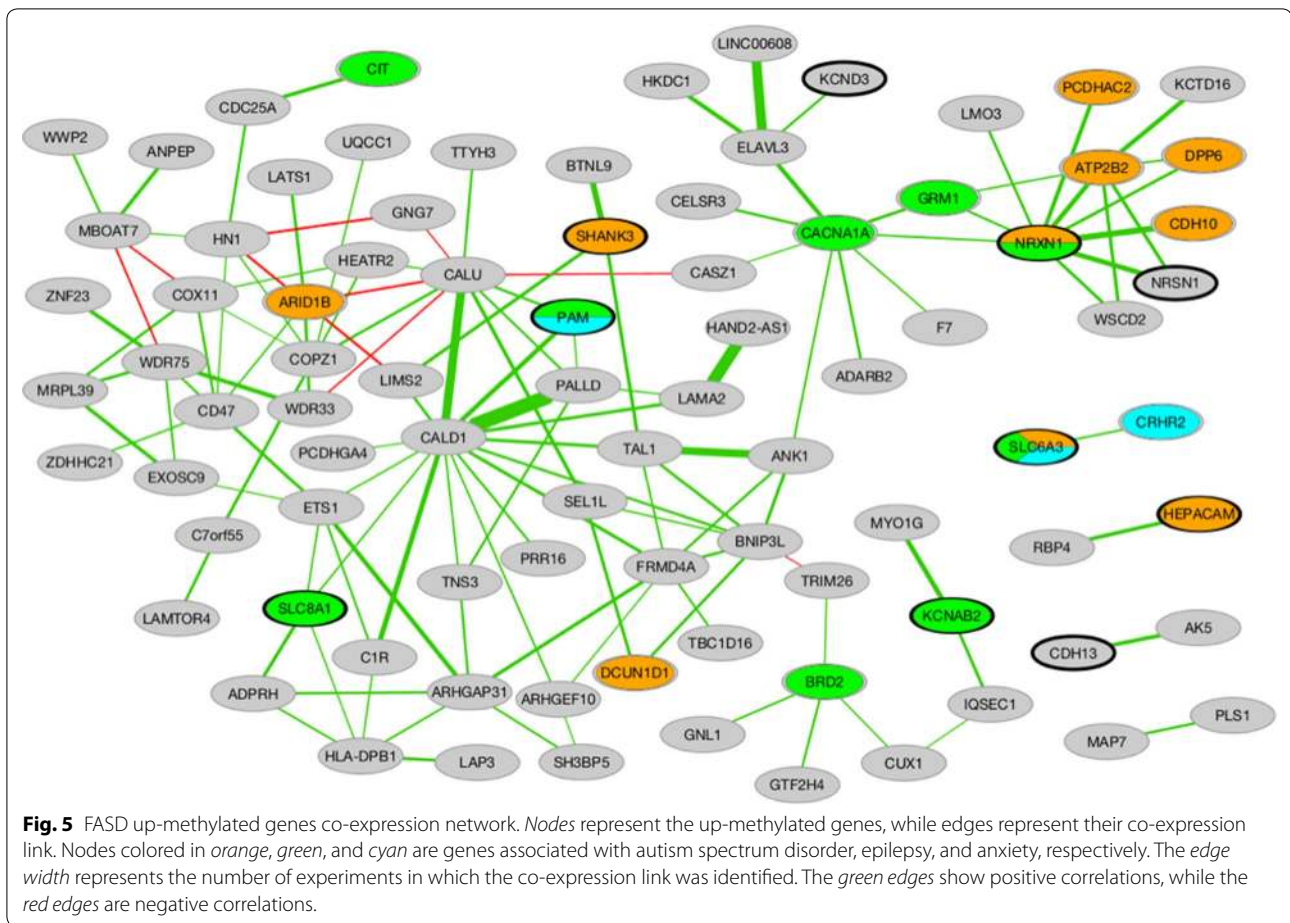 LINC00608
CIT
HKDC1
KCND3
PCDHAC2
KCTD16
CDC25A
LMO3
WWP2
ANPEP
UQCC1
TTYH3
BTNL9
ELAVL3
ATP2B2
DPP6
LATS1
GNG7
CELSR3
GRM1
CDH10
MBOAT7
HN1
SHANK3
CACNA1A
NRXN1
HEATR2
CALU
CASZ1
NRSN1
ZNF23
COX11
ARID1B
PAM
HAND2-AS1
F7
WSCD2
WDR75
COPZ1
LIMS2
PALLD
ADARB2
MRPL39
CD47
WDR33
LAMA2
CRHR2
CALD1
SLC6A3
ZDHHC21
PCDHGA4
TAL1
ANK1
EXOSC9
ETS1
SEL1L
HEPACAM
C7orf55
BNIP3L
MYO1G
RBP4
PRR16
FRMD4A
TNS3
TRIM26
SLC8A1
LAMTOR4
KCNAB2
AK5
TBC1D16
C1R
CDH13
DCUN1D1
BRD2
ADPRH
ARHGAP31
ARHGEF10
IQSEC1
PLS1
GNL1
MAP7
HLA-DPB1
LAP3
SH3BP5
CUX1
GTF2H4
Fig. 5 FASD up-methylated genes co-expression network. Nodes represent the up-methylated genes, while edges represent their co-expression
link. Nodes colored in orange, green, and cyan are genes associated with autism spectrum disorder, epilepsy, and anxiety, respectively. The edge
width represents the number of experiments in which the co-expression link was identified. The green edges show positive correlations, while the
red edges are negative correlations.